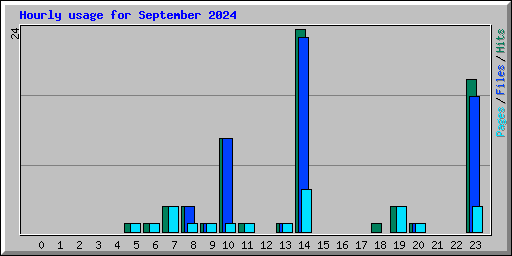 Hourly usage for September 2024
24
Pages/Files/Hits
0 1 2 3 4 5 6 7 8 9 10 11 12 13 14 15 16 17 18 19 20 21 22 23